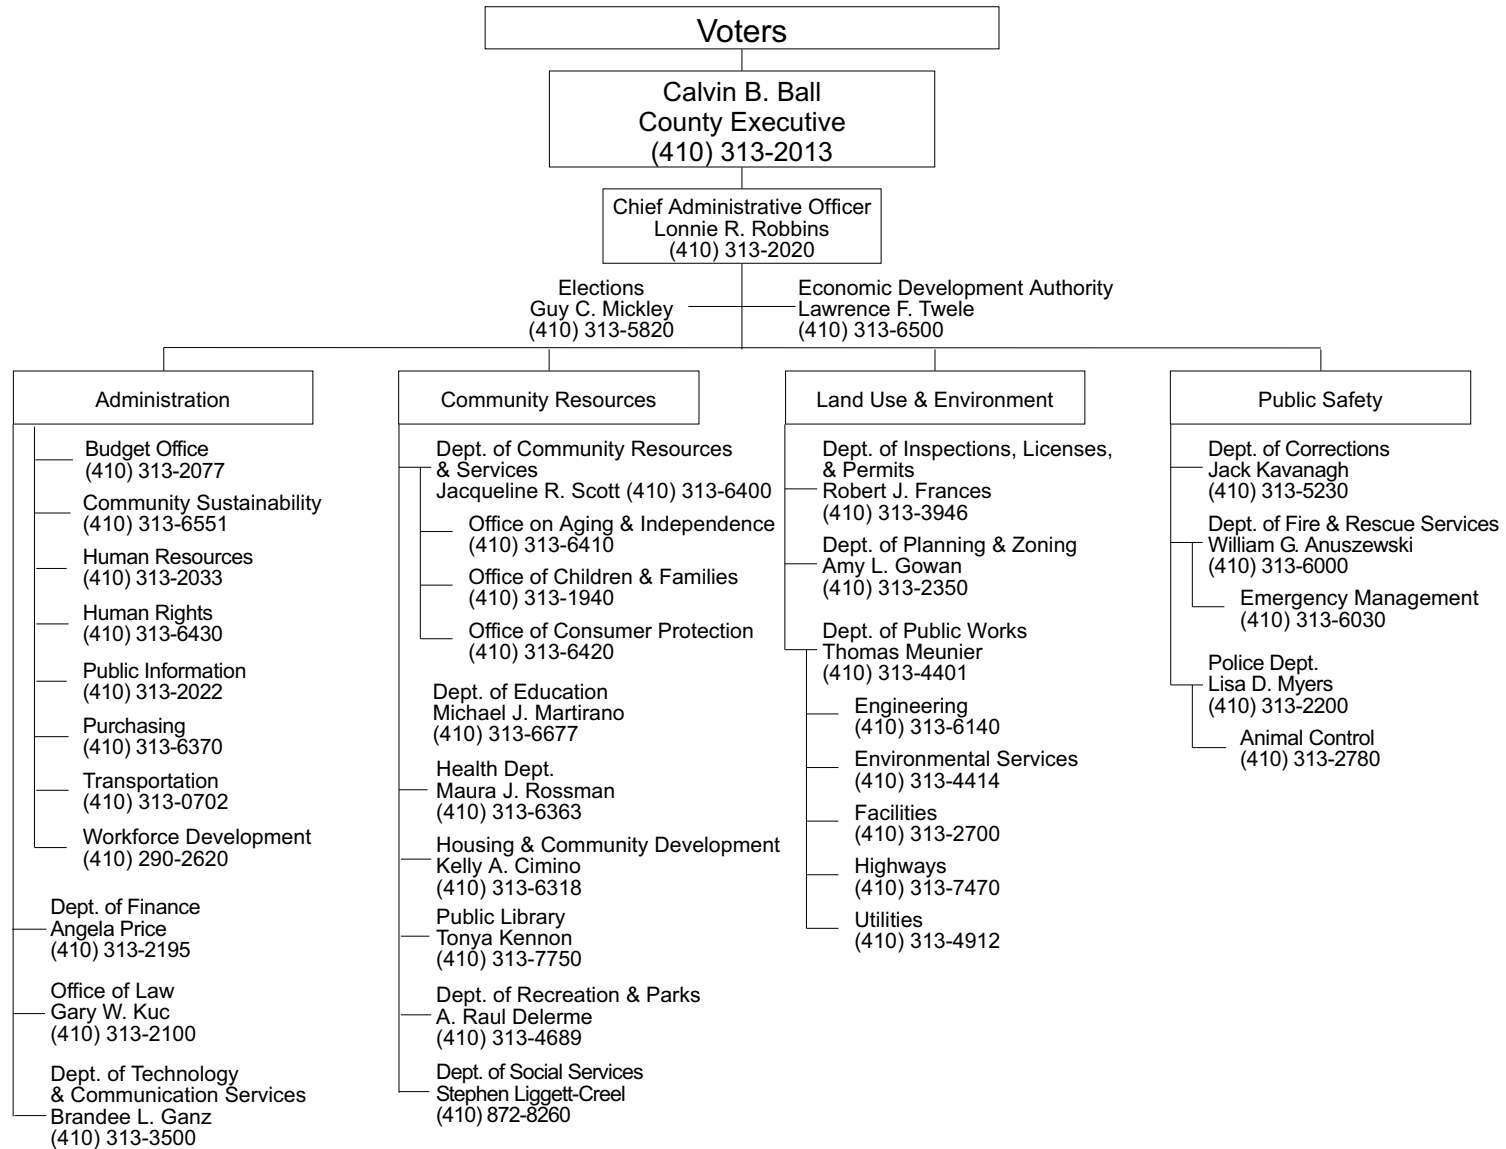 Voters
Calvin B. Ball
County Executive
(410) 313-2013
Chief Administrative Officer
Lonnie R. Robbins
(410) 313-2020
Elections
Guy C. Mickley
(410) 313-5820
Economic Development Authority
Lawrence F. Twele
(410) 313-6500
Administration
Budget Office
(410) 313-2077
Community Sustainability
(410) 313-6551
Human Resources
(410) 313-2033
Human Rights
(410) 313-6430
Public Information
(410) 313-2022
Purchasing
(410) 313-6370
Transportation
(410) 313-0702
Workforce Development
(410) 290-2620
Dept. of Finance
Angela Price
(410) 313-2195
Office of Law
Gary W. Kuc
(410) 313-2100
Dept. of Technology
& Communication Services
Brandee L. Ganz
(410) 313-3500
Community Resources
Dept. of Community Resources
& Services
Jacqueline R. Scott (410) 313-6400
Office on Aging & Independence
(410) 313-6410
Office of Children & Families
(410) 313-1940
Office of Consumer Protection
(410) 313-6420
Dept. of Education
Michael J. Martirano
(410) 313-6677
Health Dept.
Maura J. Rossman
(410) 313-6363
Housing & Community Development
Kelly A. Cimino
(410) 313-6318
Public Library
Tonya Kennon
(410) 313-7750
Dept. of Recreation & Parks
A. Raul Delerme
(410) 313-4689
Dept. of Social Services
Stephen Liggett-Creel
(410) 872-8260
Land Use & Environment
Dept. of Inspections, Licenses,
& Permits
Robert J. Frances
(410) 313-3946
Dept. of Planning & Zoning
Amy L. Gowan
(410) 313-2350
Dept. of Public Works
Thomas Meunier
(410) 313-4401
Engineering
(410) 313-6140
Environmental Services
(410) 313-4414
Facilities
(410) 313-2700
Highways
(410) 313-7470
Utilities
(410) 313-4912
Public Safety
Dept. of Corrections
Jack Kavanagh
(410) 313-5230
Dept. of Fire & Rescue Services
William G. Anuszewski
(410) 313-6000
Emergency Management
(410) 313-6030
Police Dept.
Lisa D. Myers
(410) 313-2200
Animal Control
(410) 313-2780